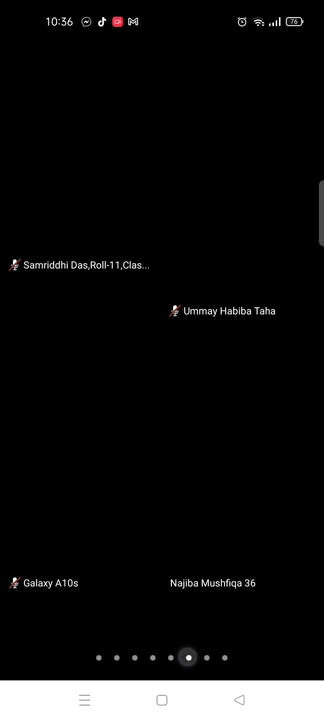 10:36
76
Samriddhi Das,Roll-11,Clas...
Ummay Habiba Taha
Galaxy A10s
Najiba Mushfiqa 36